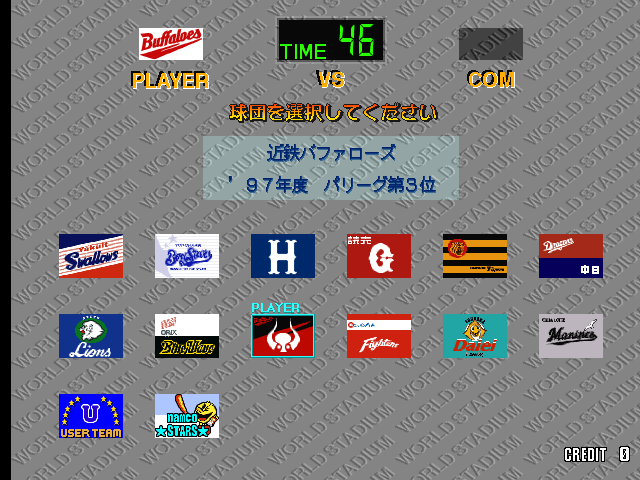 Buffaloes
TIME 46
PLAYER
VS
COM
球団を選択してください
近鉄バファローズ
'97年度 パリーグ第3位
Yakult
Swallows
BayStars
H
読売
G
Tigers
Dragons
中日
Lions
ORIX
BlueWave
PLAYER
Fighters
Daiei
Marines
U
USER TEAM
namco
★STARS★
CREDIT 0
WORLD STADIUM